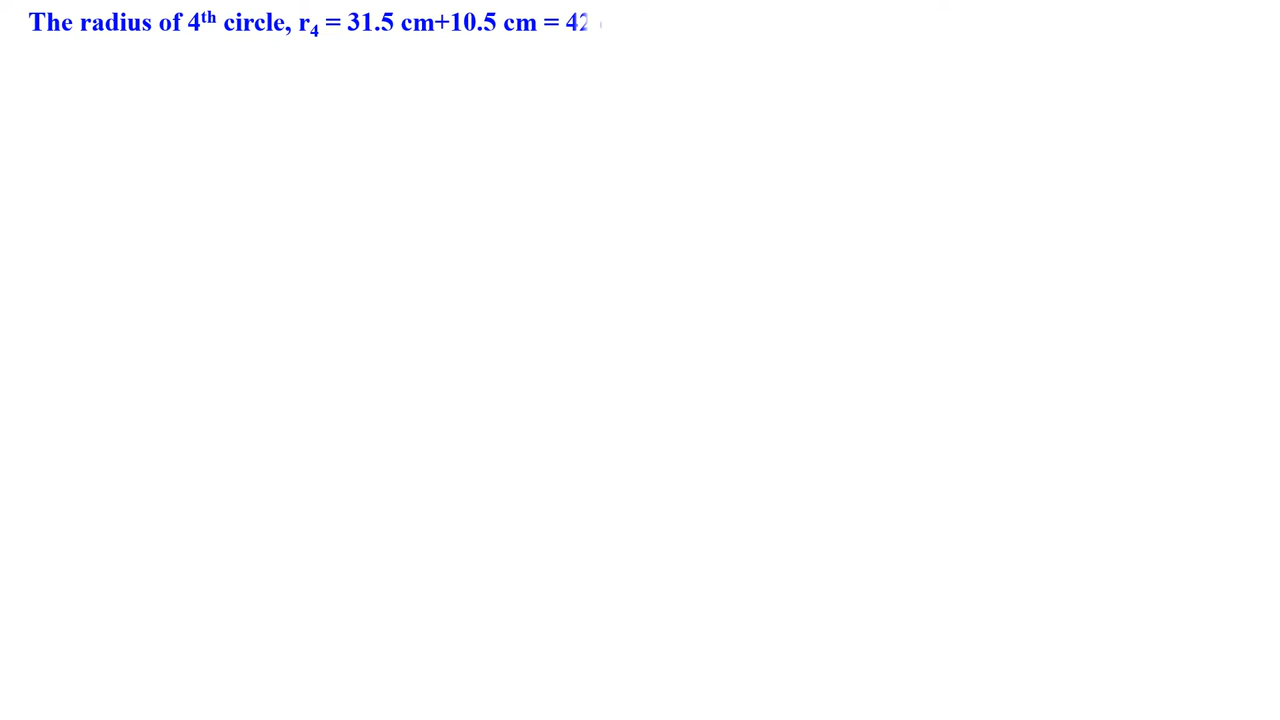 The radius of 4th circle, r4 = 31.5 cm+10.5 cm = 42